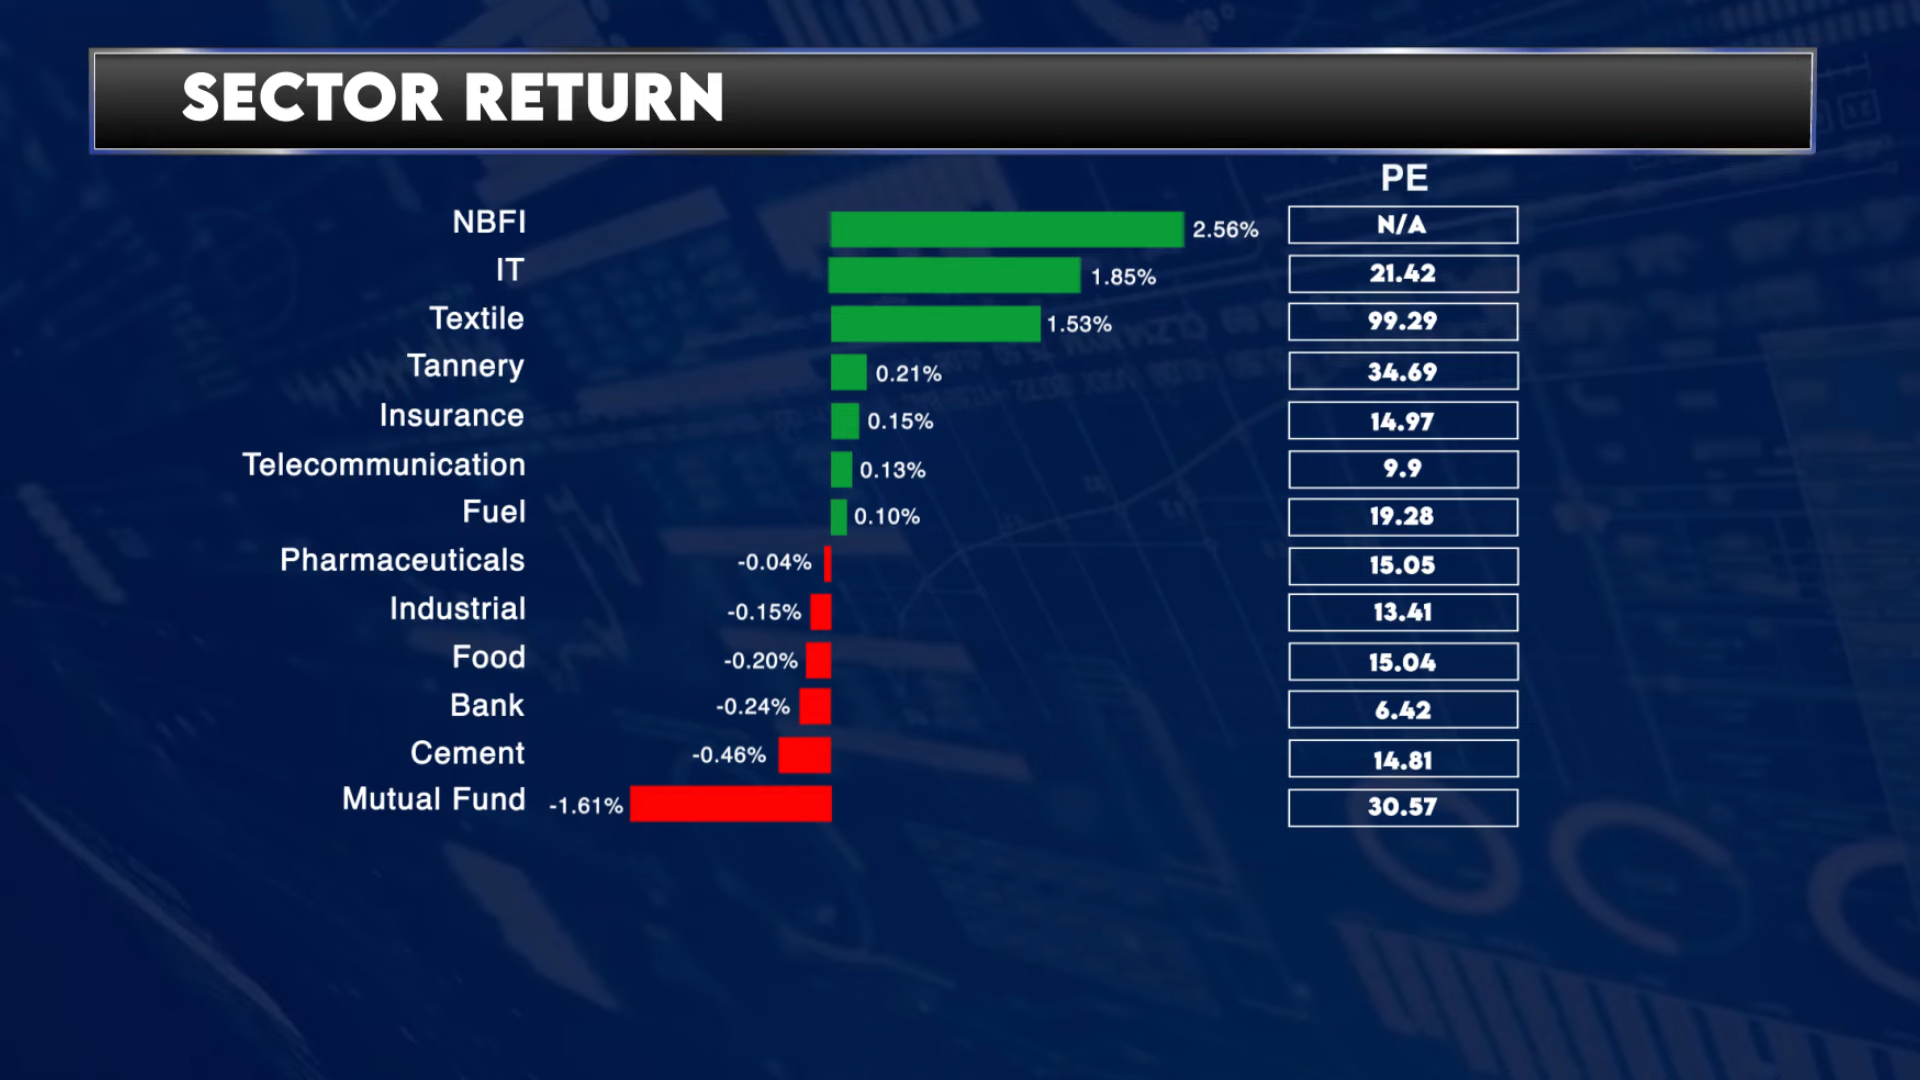 SECTOR RETURN
PE
NBFI 2.56% N/A
IT 1.85% 21.42
Textile 1.53% 99.29
Tannery 0.21% 34.69
Insurance 0.15% 14.97
Telecommunication 0.13% 9.9
Fuel 0.10% 19.28
Pharmaceuticals -0.04% 15.05
Industrial -0.15% 13.41
Food -0.20% 15.04
Bank -0.24% 6.42
Cement -0.46% 14.81
Mutual Fund -1.61% 30.57